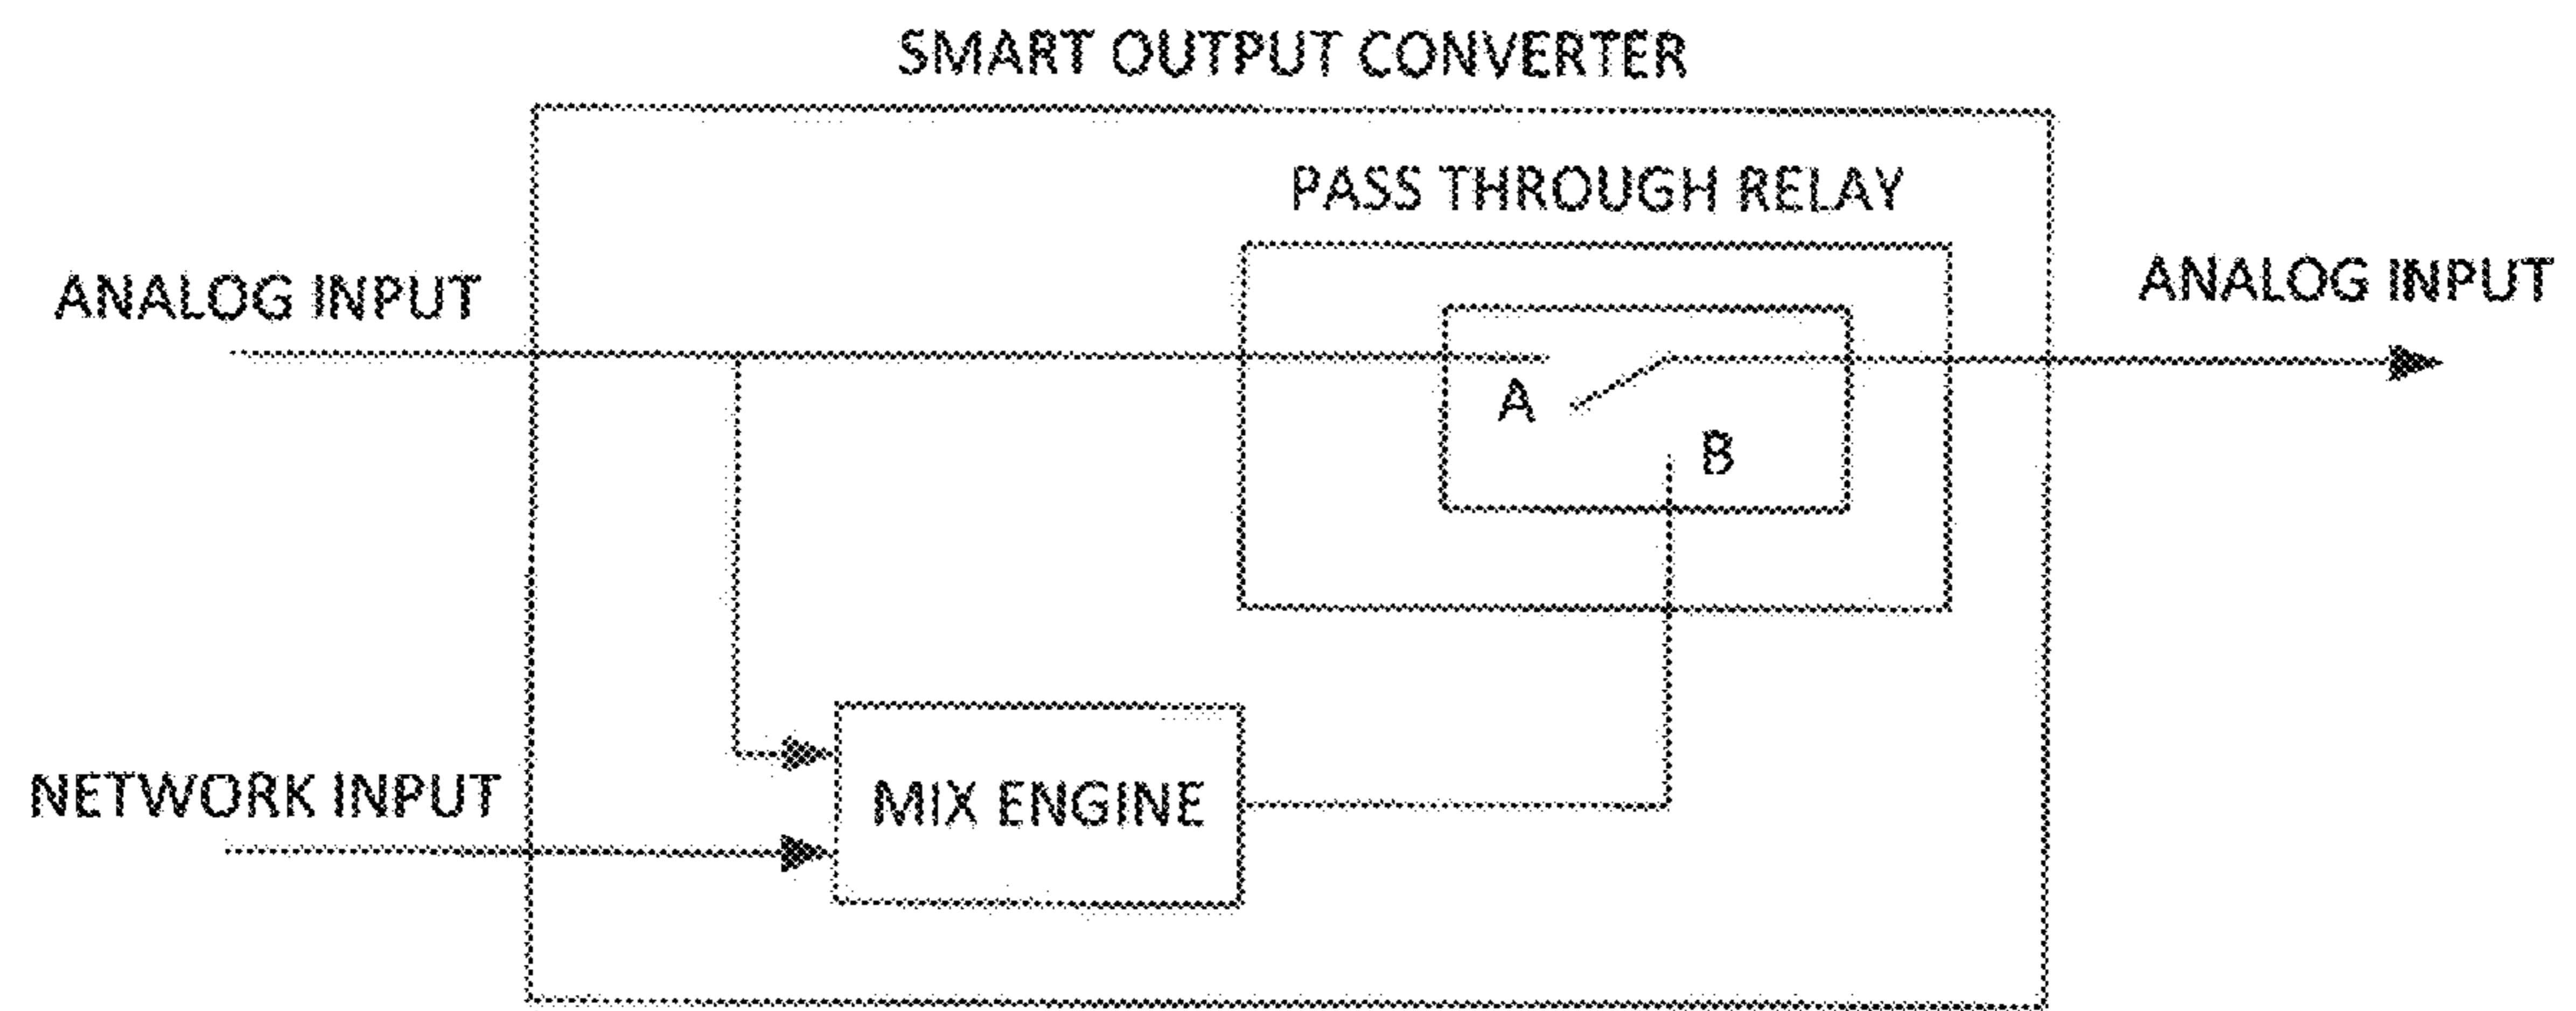 SMART OUTPUT CONVERTER
PASS THROUGH RELAY
ANALOG INPUT
ANALOG INPUT
A
B
NETWORK INPUT
MIX ENGINE